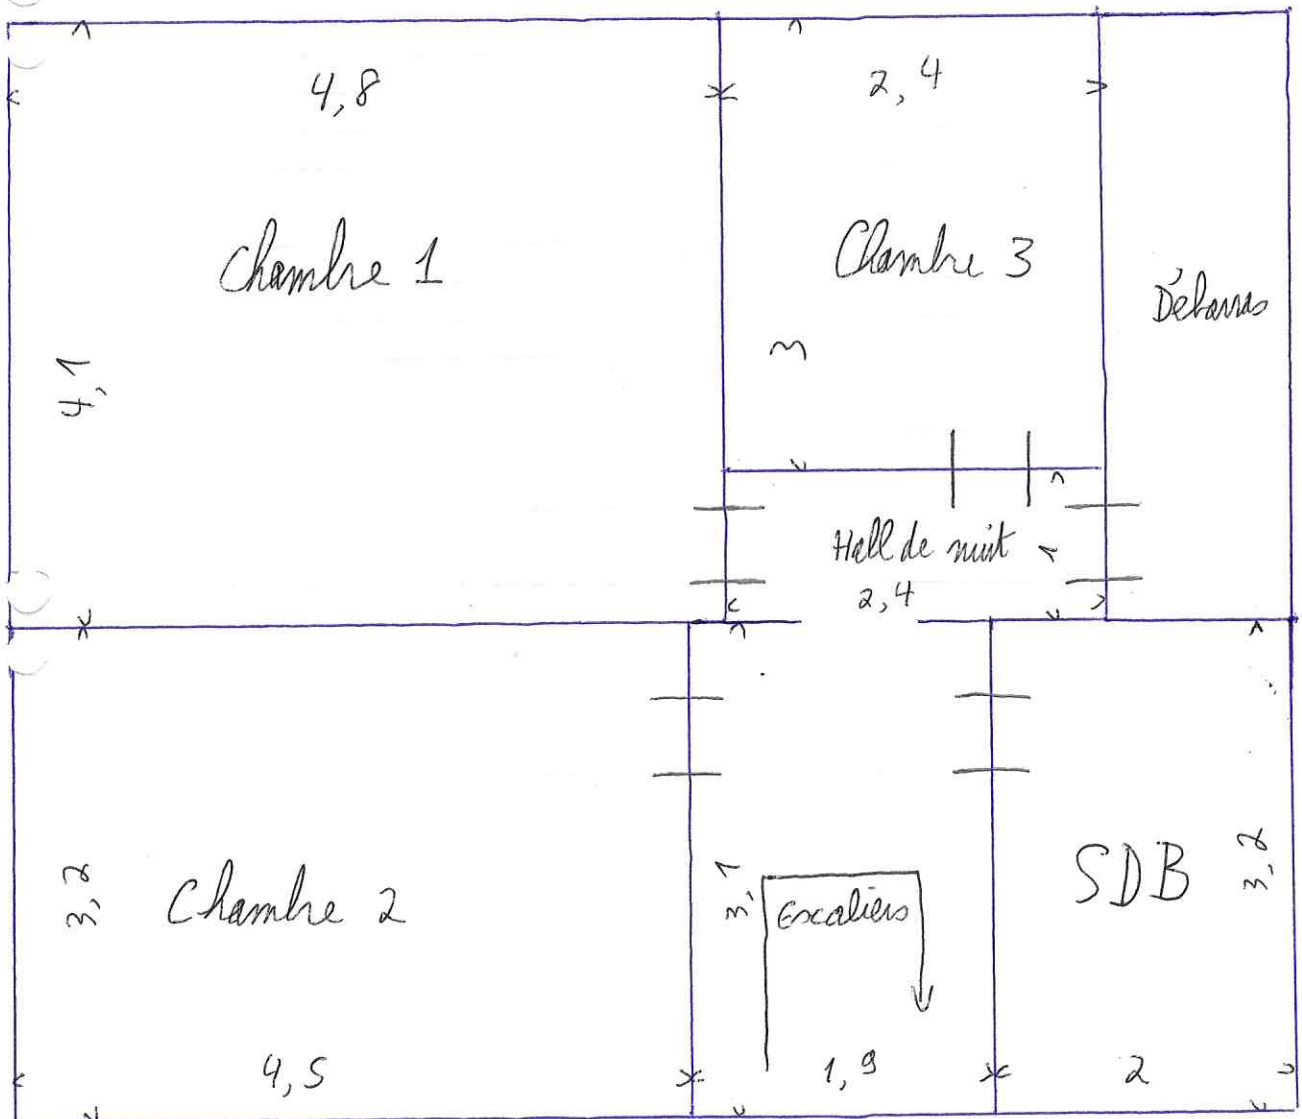 4,8
2,4
Chambre 1
Chambre 3
Débarras
3
4,1
Hall de nuit
1
2,4
3,2
Chambre 2
3,1
Escaliers
SDB
3,2
4,5
1,9
2